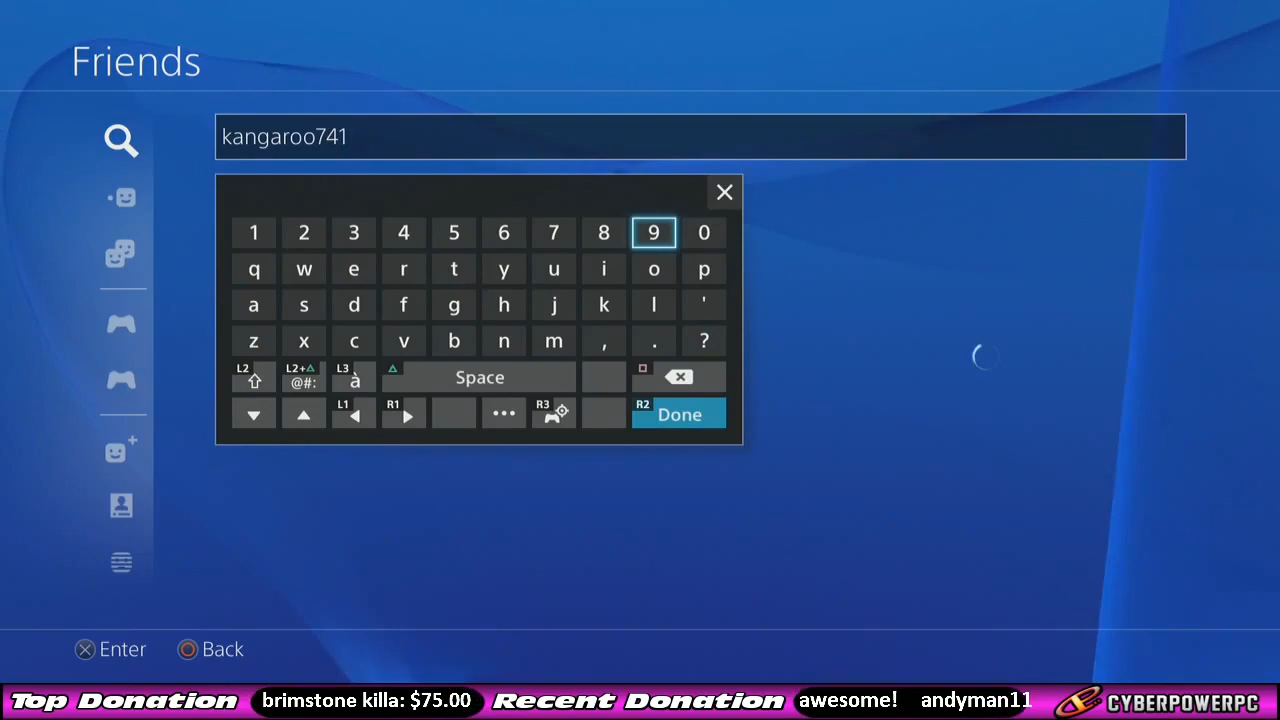 Friends
kangaroo741
1 2 3 4 5 6 7 8 9 0
q w e r t y u i o p
a s d f g h j k l '
z x c v b n m , . ?
L2 L2+△ @#: L3 à △ Space
L1 R1 ... R3 R2 Done
Enter Back
Top Donation brimstone killa: $75.00 Recent Donation awesome! andyman11 CYBERPOWERPC